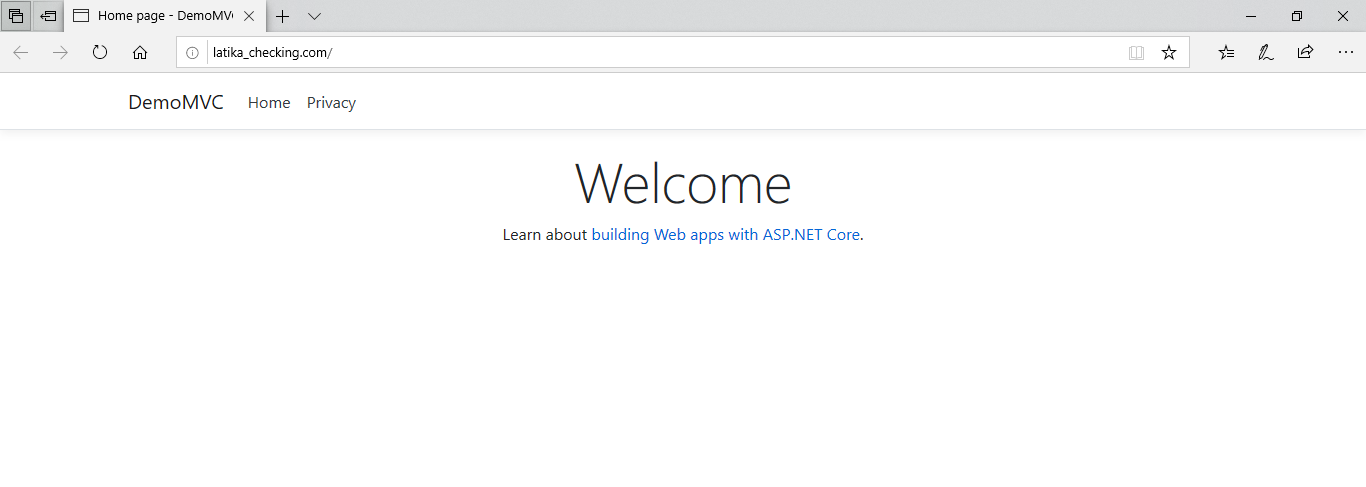 Home page - DemoMV
latika_checking.com/
DemoMVC Home Privacy
Welcome
Learn about building Web apps with ASP.NET Core.